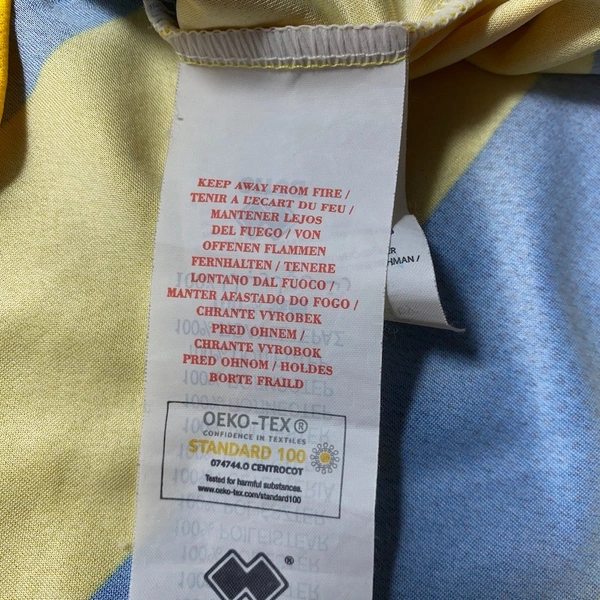 KEEP AWAY FROM FIRE /
TENIR A L'ECART DU FEU /
MANTENER LEJOS
DEL FUEGO / VON
OFFENEN FLAMMEN
FERNHALTEN / TENERE
LONTANO DAL FUOCO /
MANTER AFASTADO DO FOGO /
CHRANTE VYROBEK
PRED OHNEM /
CHRANTE VYROBOK
PRED OHNOM / HOLDES
BORTE FRAILD
OEKO-TEX®
CONFIDENCE IN TEXTILES
STANDARD 100
074744.O CENTROCOT
Tested for harmful substances.
www.oeko-tex.com/standard100
®